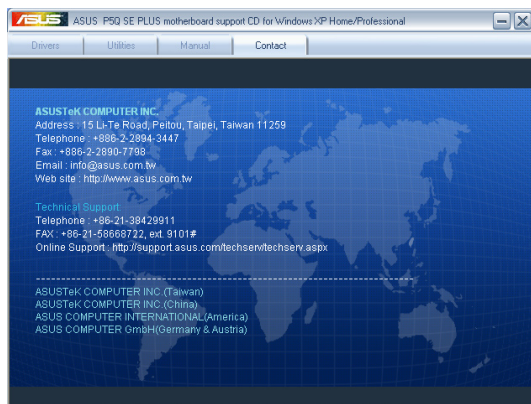 ASUS ASUS P5Q SE PLUS motherboard support CD for Windows XP Home/Professional
Drivers Utilities Manual Contact
ASUSTeK COMPUTER INC.
Address : 15 Li-Te Road, Peitou, Taipei, Taiwan 11259
Telephone : +886-2-2894-3447
Fax : +886-2-2890-7798
Email : info@asus.com.tw
Web site : http://www.asus.com.tw
Technical Support
Telephone : +86-21-38429911
FAX : +86-21-58668722, ext. 9101#
Online Support : http://support.asus.com/techserv/techserv.aspx
ASUSTeK COMPUTER INC.(Taiwan)
ASUSTeK COMPUTER INC.(China)
ASUS COMPUTER INTERNATIONAL(America)
ASUS COMPUTER GmbH(Germany & Austria)